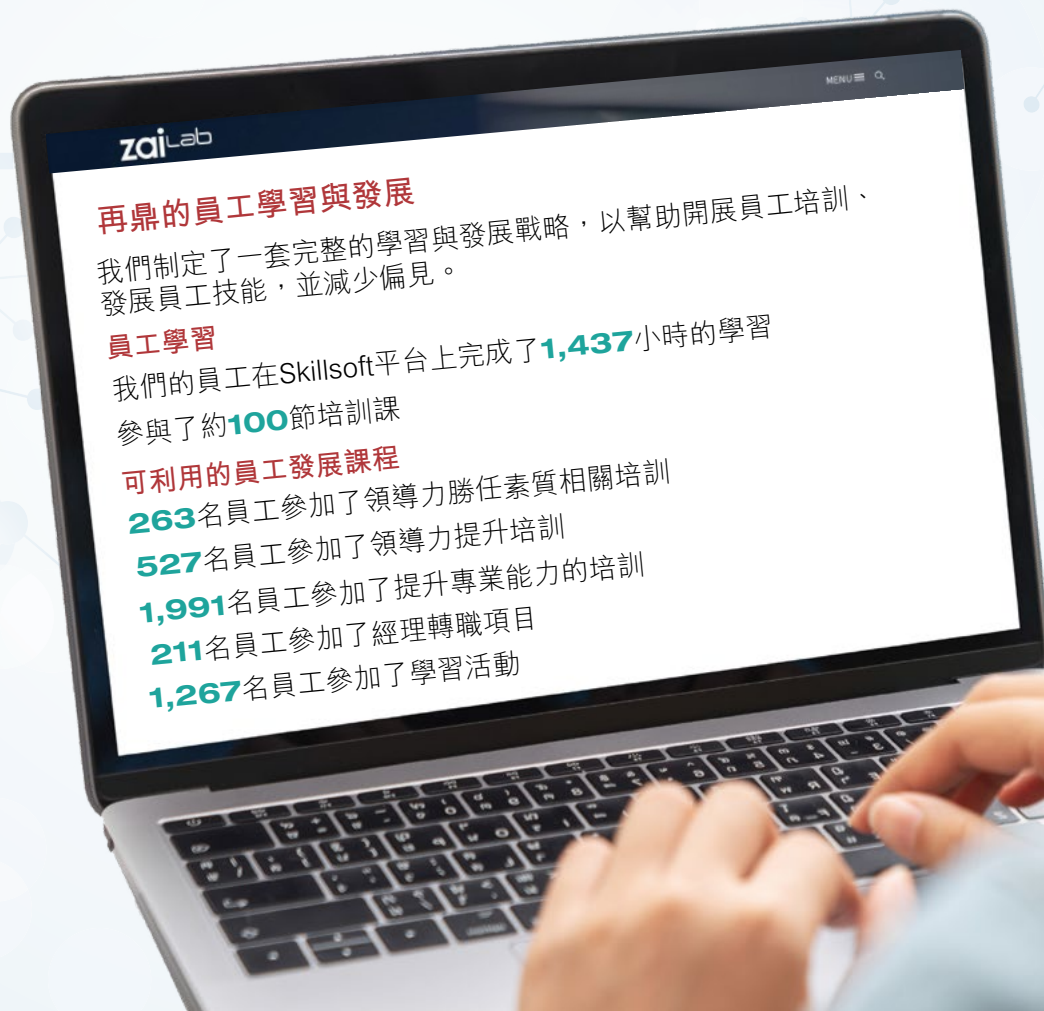 MENU
zaiLab
再鼎的員工學習與發展
我們制定了一套完整的學習與發展戰略，以幫助開展員工培訓、
發展員工技能，並減少偏見。
員工學習
我們的員工在Skillsoft平台上完成了1,437小時的學習
參與了約100節培訓課
可利用的員工發展課程
263名員工參加了領導力勝任素質相關培訓
527名員工參加了領導力提升培訓
1,991名員工參加了提升專業能力的培訓
211名員工參加了經理轉職項目
1,267名員工參加了學習活動